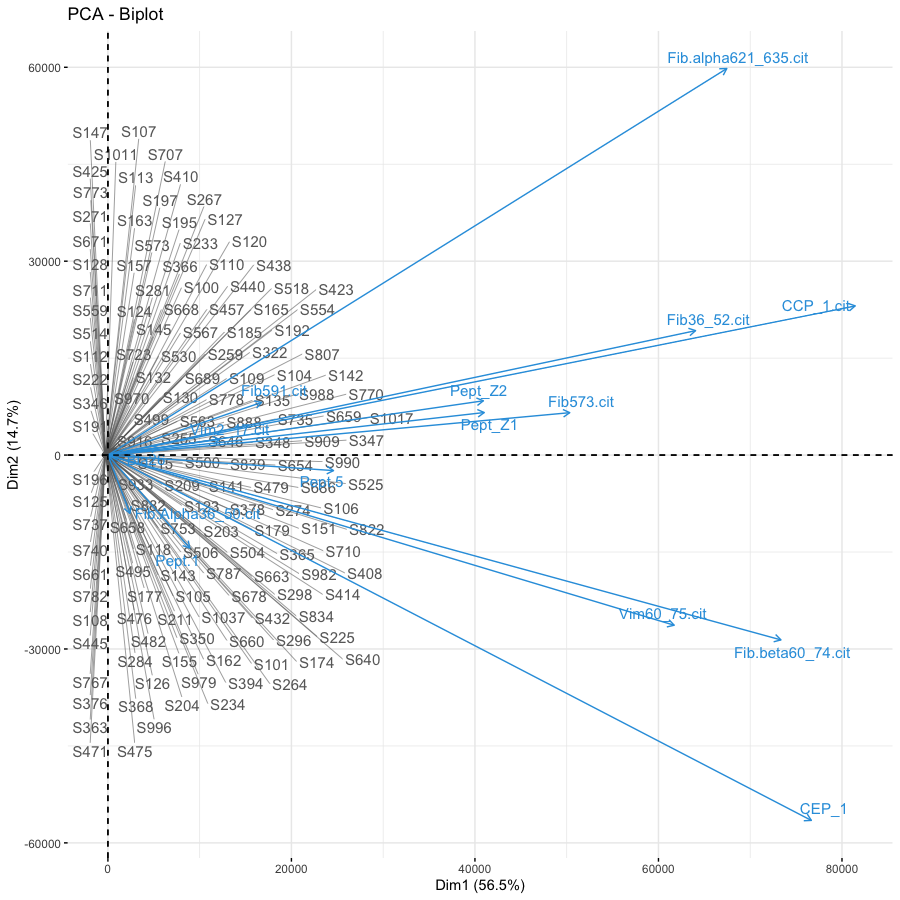 PCA - Biplot
Fib.alpha621_635.cit
60000
S147 S107
S1011 S707
S425 S113 S410
S773 S197 S267
S271 S163 S195 S127
S671 S573 S233 S120
30000
S128 S157 S366 S110 S438
S711 S281 S100 S440 S518 S423
CCP_1.cit
S559 S124 S668 S457 S165 S554
Fib36_52.cit
S514 S145 S567 S185 S192
S112 S723 S530 S259 S322 S807
S222 S132 S689 S109 S104 S142
Fib591.cit Pept_Z2
S346 S970 S130 S778 S135 S988 S770
Fib573.cit
S191 S499 S563 S888 S735 S659 S1017
Pept_Z1
S916 S646 S348 S909 S347
0
S115 S500 S839 S654 S990
S196 S933 S209 S141 S479 S686 S525
Pept.5
S125 S882 S123 S378 S274 S106
Fib.Alpha36_50.cit
S737 S658 S753 S203 S179 S151 S822
S740 S118 S506 S504 S365 S710
Pept.1
S661 S495 S143 S787 S663 S982 S408
S782 S177 S105 S678 S298 S414
Vim60_75.cit
S108 S476 S211 S1037 S432 S834
S445 S482 S350 S660 S296 S225
-30000
Fib.beta60_74.cit
S284 S155 S162 S101 S174 S640
S767 S126 S979 S394 S264
S376 S368 S204 S234
S363 S996
S471 S475
CEP_1
-60000
0 20000 40000 60000 80000
Dim1 (56.5%)
Dim2 (14.7%)